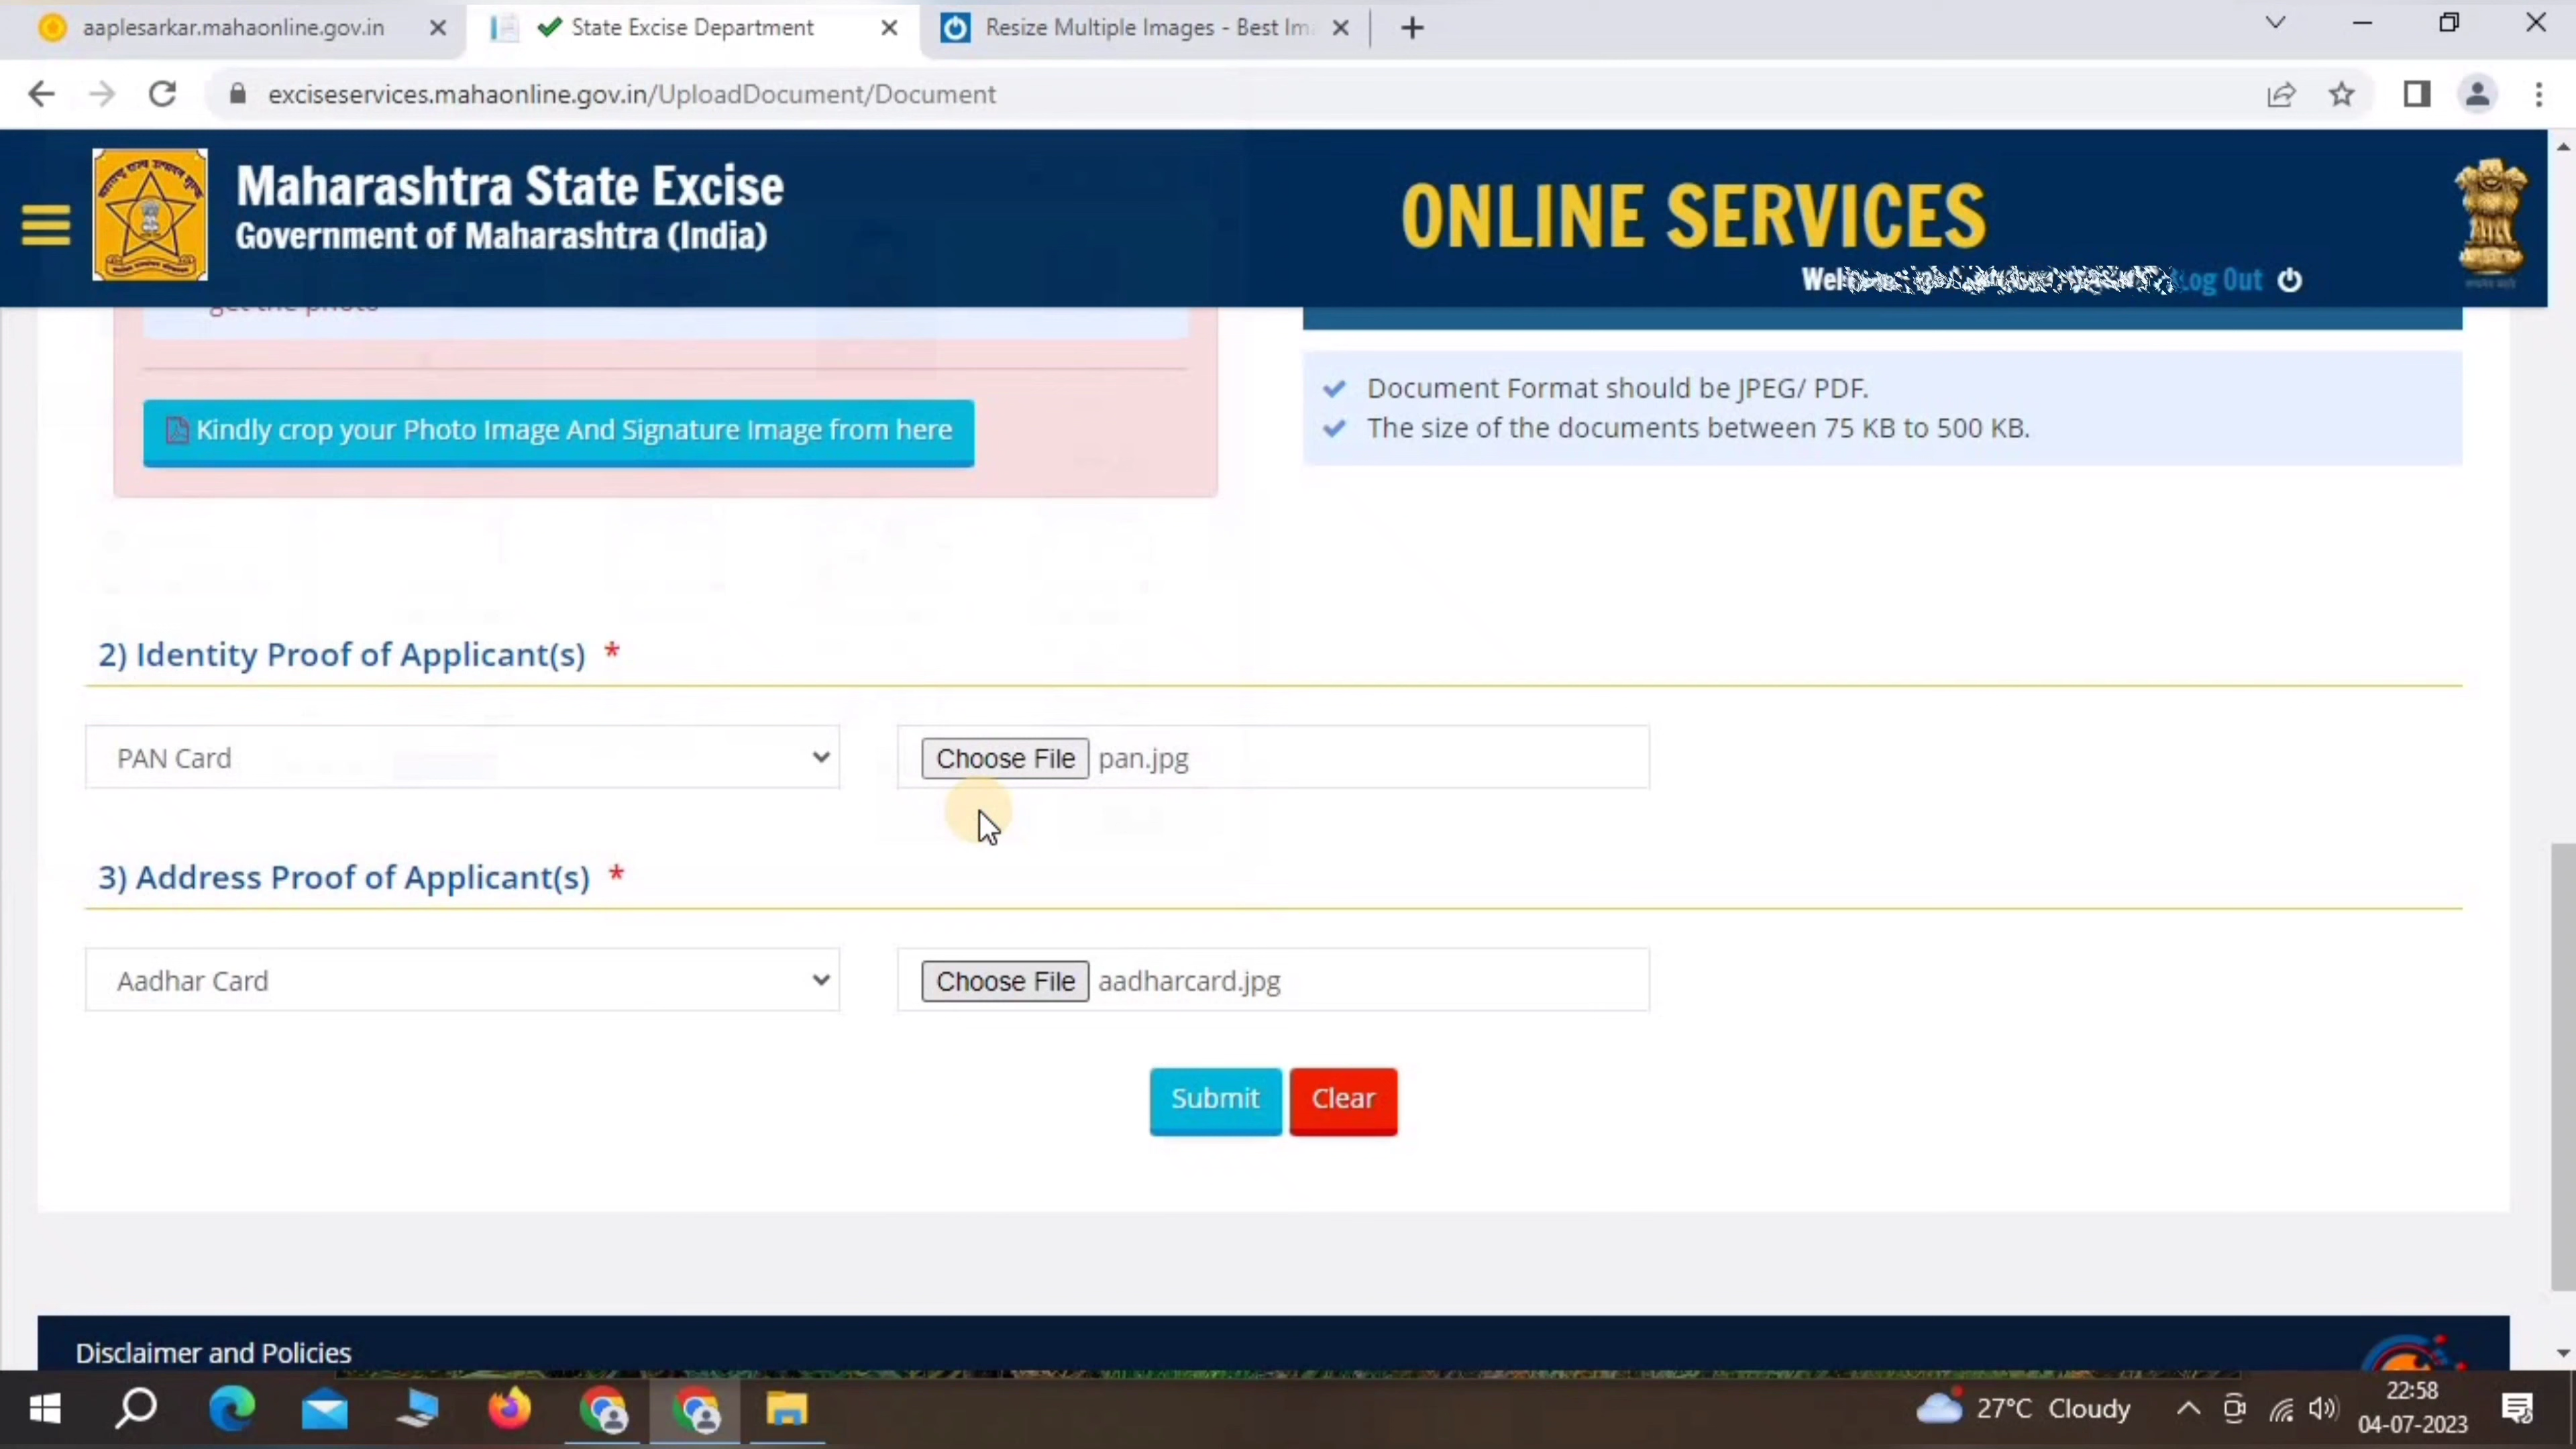 aaplesarkar.mahaonline.gov.in
State Excise Department
Resize Multiple Images - Best Im
exciseservices.mahaonline.gov.in/UploadDocument/Document
Maharashtra State Excise
Government of Maharashtra (India)
ONLINE SERVICES
Log Out
get the photo
Kindly crop your Photo Image And Signature Image from here
Document Format should be JPEG/ PDF.
The size of the documents between 75 KB to 500 KB.
2) Identity Proof of Applicant(s) *
PAN Card
Choose File pan.jpg
3) Address Proof of Applicant(s) *
Aadhar Card
Choose File aadharcard.jpg
Submit
Clear
Disclaimer and Policies
27°C Cloudy
22:58
04-07-2023